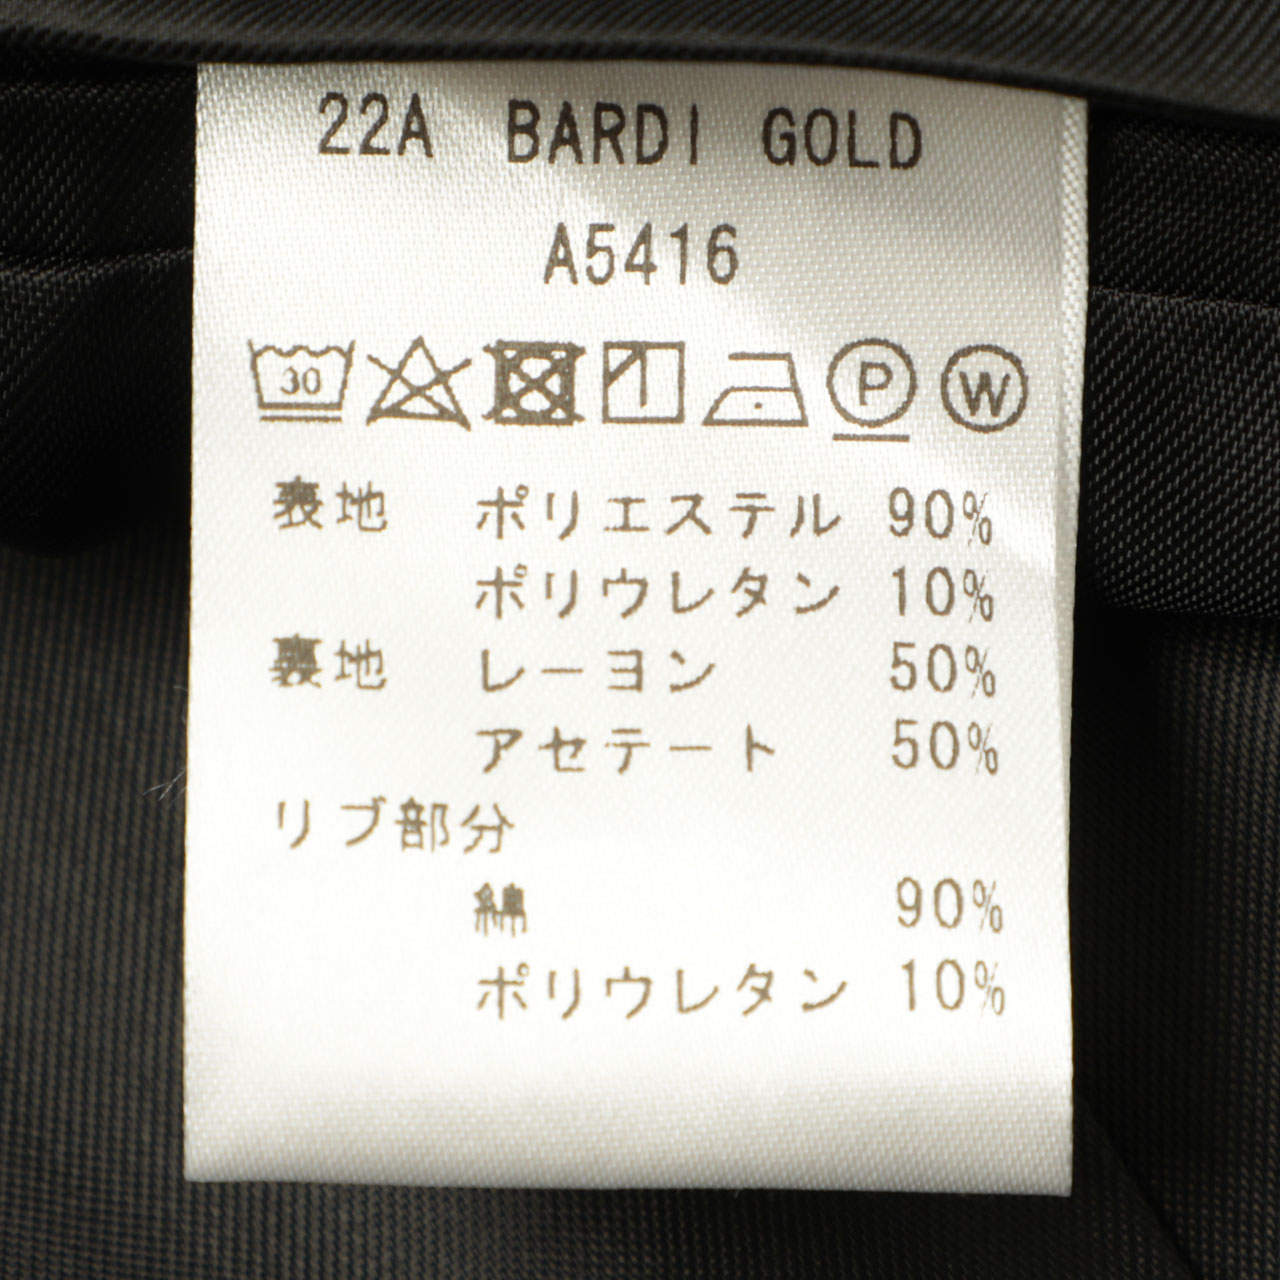 22A BARDI GOLD
A5416
30 P W
表地 ポリエステル 90%
ポリウレタン 10%
裏地 レーヨン 50%
アセテート 50%
リブ部分
綿 90%
ポリウレタン 10%